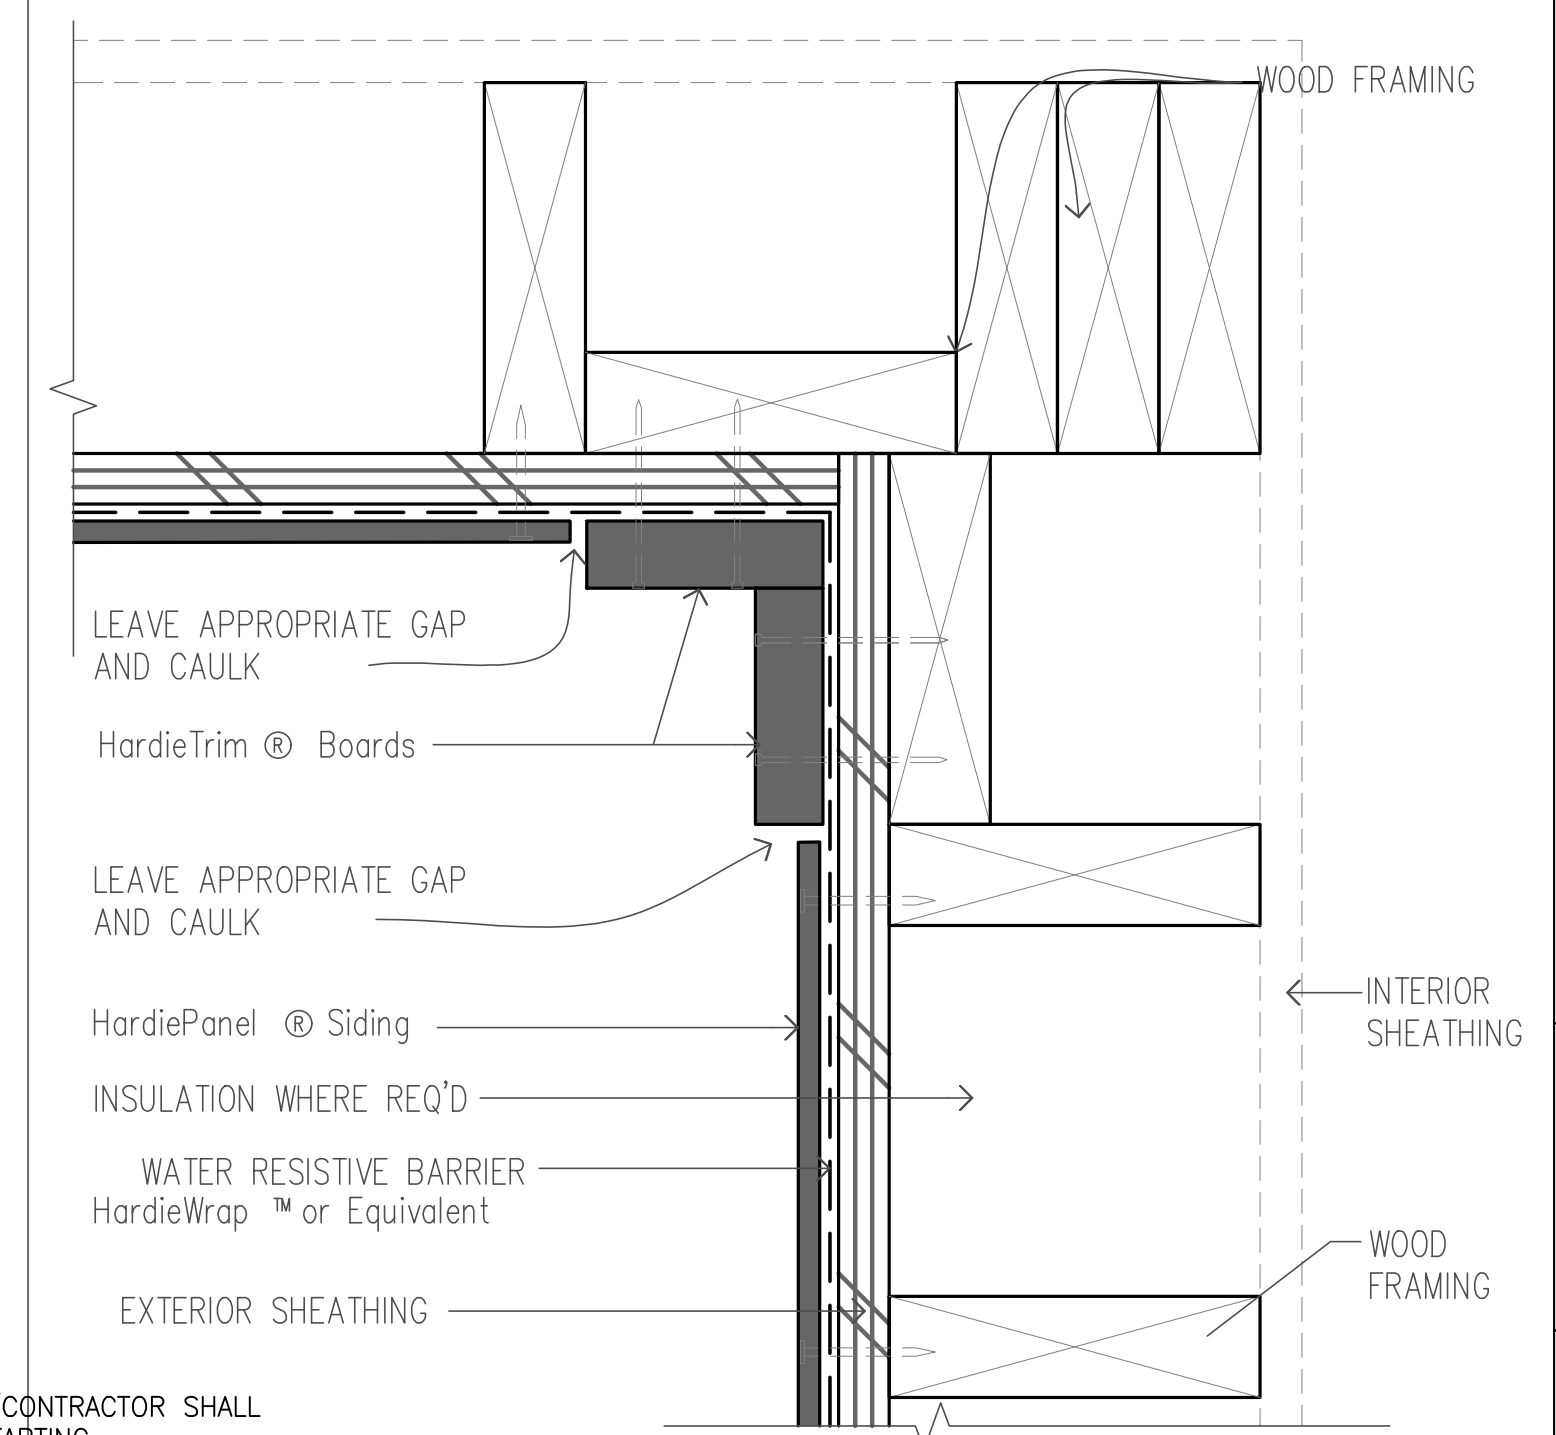 WOOD FRAMING
LEAVE APPROPRIATE GAP
AND CAULK
HardieTrim ® Boards
LEAVE APPROPRIATE GAP
AND CAULK
HardiePanel ® Siding
INTERIOR
SHEATHING
INSULATION WHERE REQ'D
WATER RESISTIVE BARRIER
HardieWrap ™ or Equivalent
WOOD
FRAMING
EXTERIOR SHEATHING
CONTRACTOR SHALL